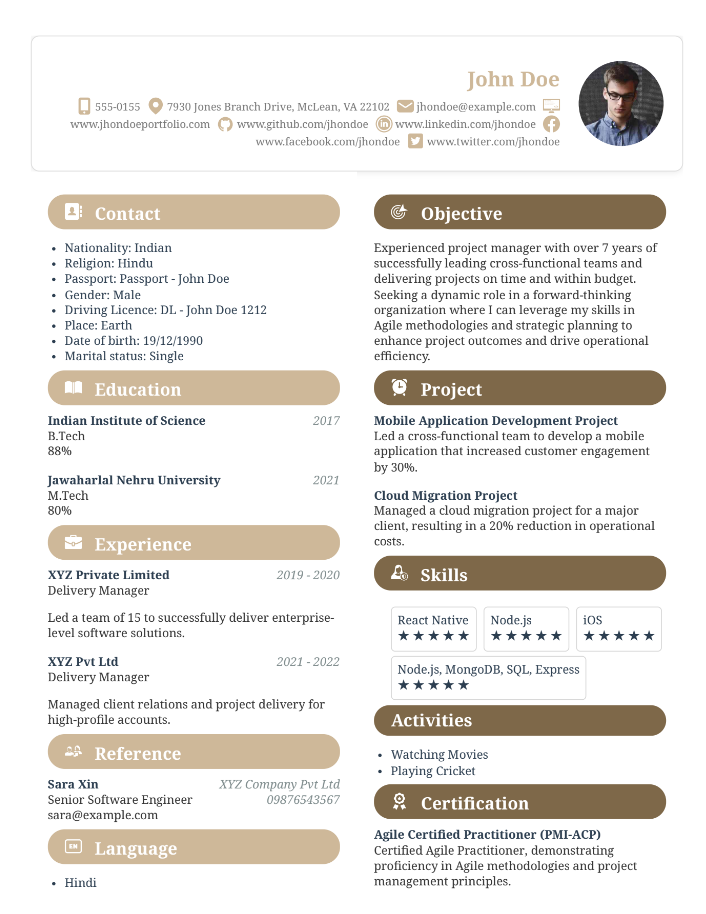 John Doe
555-0155 7930 Jones Branch Drive, McLean, VA 22102 jhondoe@example.com
www.jhondoeportfolio.com www.github.com/jhondoe www.linkedin.com/jhondoe
www.facebook.com/jhondoe www.twitter.com/jhondoe
Contact
• Nationality: Indian
• Religion: Hindu
• Passport: Passport - John Doe
• Gender: Male
• Driving Licence: DL - John Doe 1212
• Place: Earth
• Date of birth: 19/12/1990
• Marital status: Single
Education
Indian Institute of Science 2017
B.Tech
88%
Jawaharlal Nehru University 2021
M.Tech
80%
Experience
XYZ Private Limited 2019 - 2020
Delivery Manager
Led a team of 15 to successfully deliver enterprise-
level software solutions.
XYZ Pvt Ltd 2021 - 2022
Delivery Manager
Managed client relations and project delivery for
high-profile accounts.
Reference
Sara Xin XYZ Company Pvt Ltd
Senior Software Engineer 09876543567
sara@example.com
EN Language
• Hindi
Objective
Experienced project manager with over 7 years of
successfully leading cross-functional teams and
delivering projects on time and within budget.
Seeking a dynamic role in a forward-thinking
organization where I can leverage my skills in
Agile methodologies and strategic planning to
enhance project outcomes and drive operational
efficiency.
Project
Mobile Application Development Project
Led a cross-functional team to develop a mobile
application that increased customer engagement
by 30%.
Cloud Migration Project
Managed a cloud migration project for a major
client, resulting in a 20% reduction in operational
costs.
Skills
React Native Node.js iOS
★★★★★ ★★★★★ ★★★★★
Node.js, MongoDB, SQL, Express
★★★★★
Activities
• Watching Movies
• Playing Cricket
Certification
Agile Certified Practitioner (PMI-ACP)
Certified Agile Practitioner, demonstrating
proficiency in Agile methodologies and project
management principles.